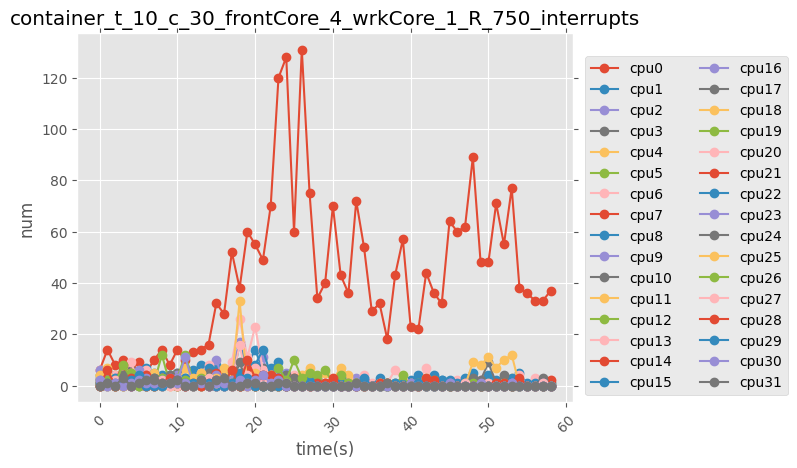 container_t_10_c_30_frontCore_4_wrkCore_1_R_750_interrupts
num
120
100
80
60
40
20
0
0
10
20
30
40
50
60
time(s)
cpu0
cpu1
cpu2
cpu3
cpu4
cpu5
cpu6
cpu7
cpu8
cpu9
cpu10
cpu11
cpu12
cpu13
cpu14
cpu15
cpu16
cpu17
cpu18
cpu19
cpu20
cpu21
cpu22
cpu23
cpu24
cpu25
cpu26
cpu27
cpu28
cpu29
cpu30
cpu31